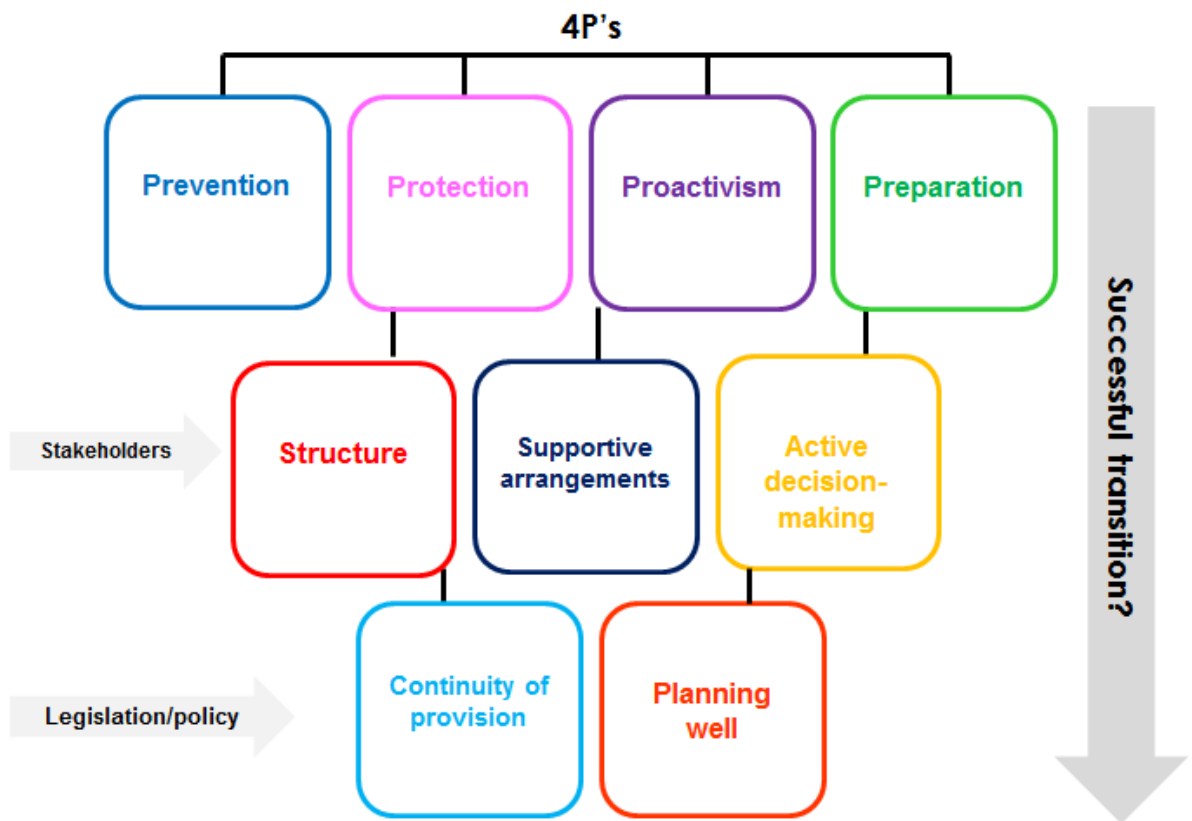 4P's
Prevention
Protection
Proactivism
Preparation
Successful transition?
Stakeholders
Structure
Supportive
arrangements
Active
decision-
making
Legislation/policy
Continuity of
provision
Planning
well